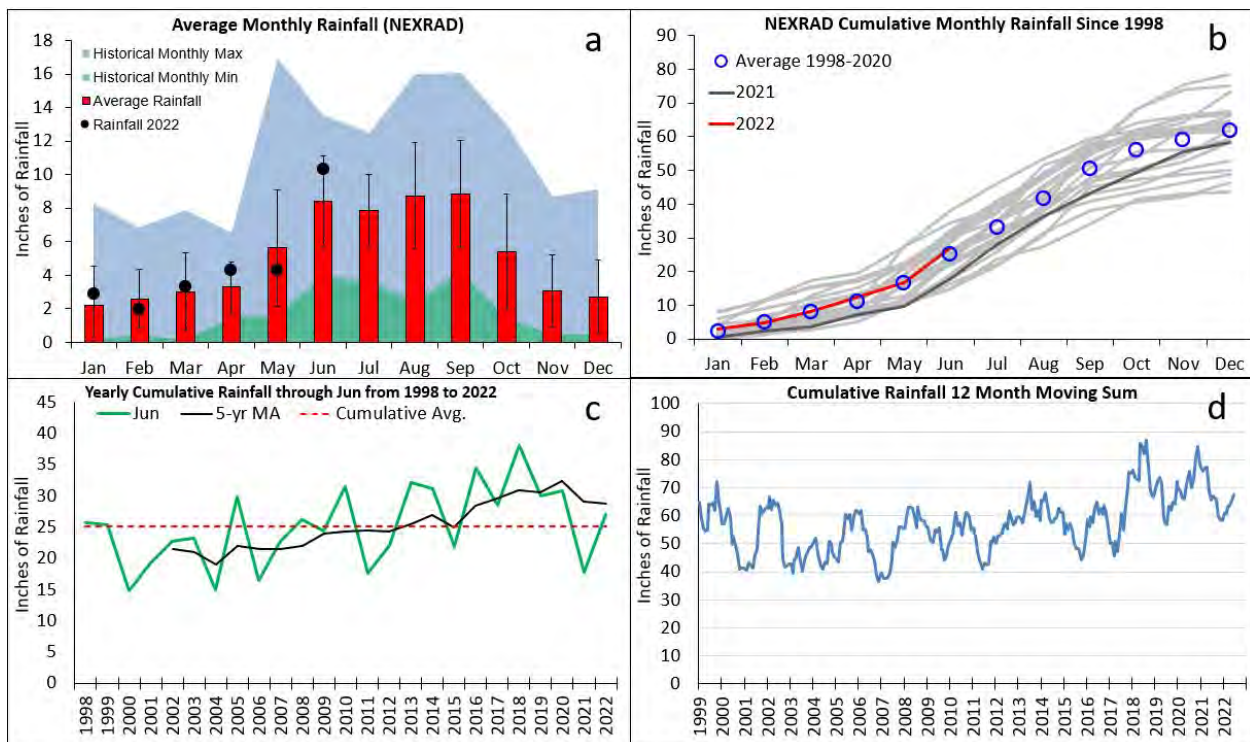 Average Monthly Rainfall (NEXRAD)
a
Historical Monthly Max
Historical Monthly Min
Average Rainfall
Rainfall 2022
Inches of Rainfall
18
16
14
12
10
8
6
4
2
0
Jan Feb Mar Apr May Jun Jul Aug Sep Oct Nov Dec
NEXRAD Cumulative Monthly Rainfall Since 1998
b
Average 1998-2020
2021
2022
Inches of Rainfall
90
80
70
60
50
40
30
20
10
0
Jan Feb Mar Apr May Jun Jul Aug Sep Oct Nov Dec
Yearly Cumulative Rainfall through Jun from 1998 to 2022
c
Jun 5-yr MA Cumulative Avg.
Inches of Rainfall
45
40
35
30
25
20
15
10
5
0
1998 1999 2000 2001 2002 2003 2004 2005 2006 2007 2008 2009 2010 2011 2012 2013 2014 2015 2016 2017 2018 2019 2020 2021 2022
Cumulative Rainfall 12 Month Moving Sum
d
Inches of Rainfall
100
90
80
70
60
50
40
30
20
10
0
1999 2000 2001 2002 2003 2004 2005 2006 2007 2008 2009 2010 2011 2012 2013 2014 2015 2016 2017 2018 2019 2020 2021 2022